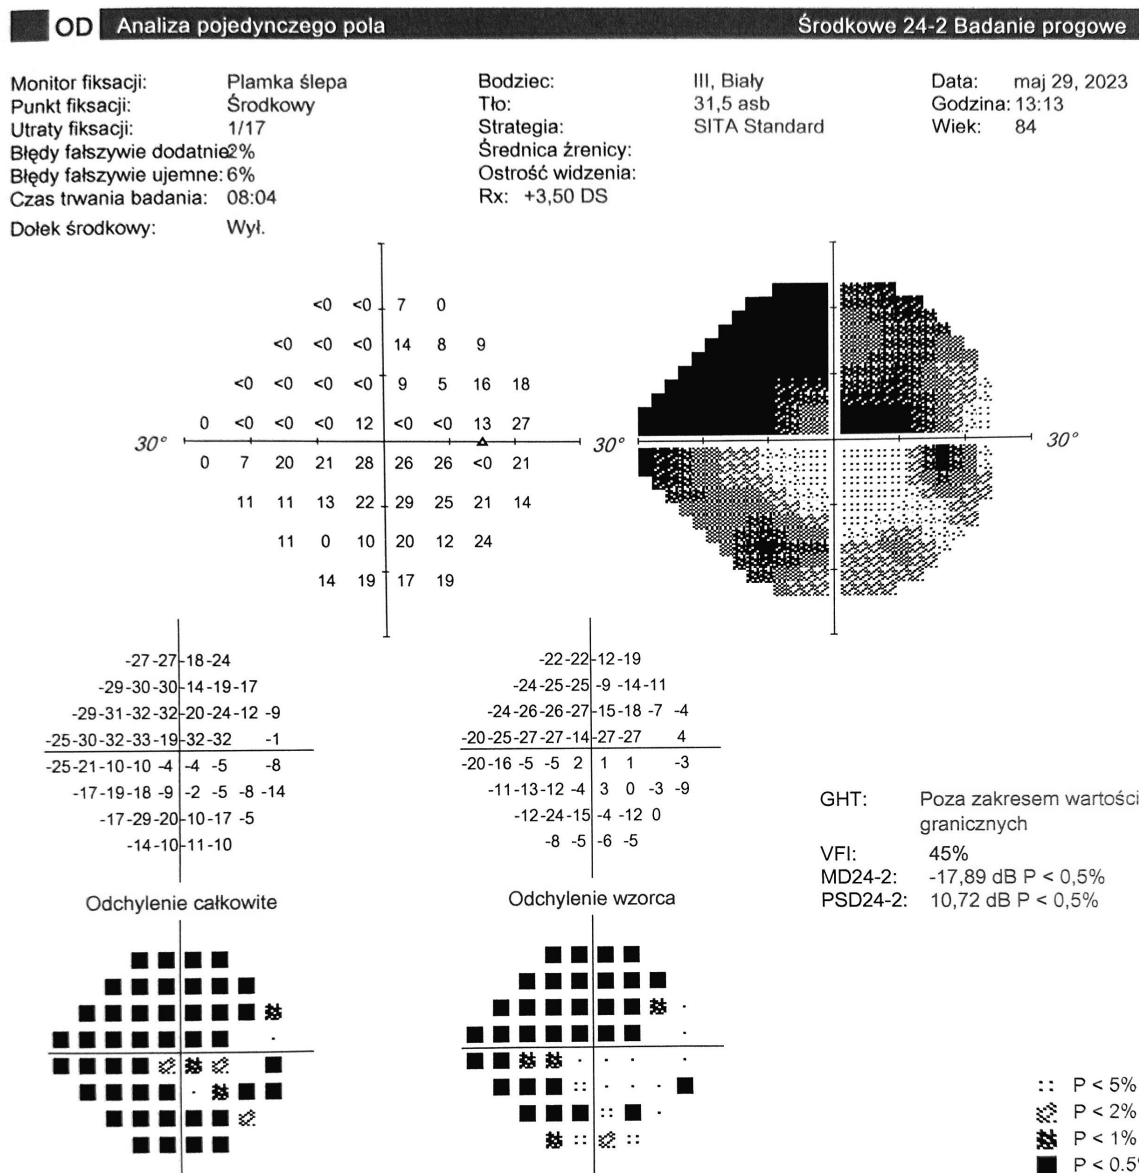 OD Analiza pojedynczego pola Środkowe 24-2 Badanie progowe
Monitor fiksacji: Plamka ślepa Bodziec: III, Biały Data: maj 29, 2023
Punkt fiksacji: Środkowy Tło: 31,5 asb Godzina: 13:13
Utraty fiksacji: 1/17 Strategia: SITA Standard Wiek: 84
Błędy fałszywie dodatnie 2% Średnica źrenicy:
Błędy fałszywie ujemne: 6% Ostrość widzenia:
Czas trwania badania: 08:04 Rx: +3,50 DS
Dołek środkowy: Wył.
<0 <0 7 0
<0 <0 <0 14 8 9
<0 <0 <0 <0 9 5 16 18
0 <0 <0 <0 12 <0 <0 13 27
30° 30° 30°
0 7 20 21 28 26 26 <0 21
11 11 13 22 29 25 21 14
11 0 10 20 12 24
14 19 17 19
-27 -27 -18 -24 -22 -22 -12 -19
-29 -30 -30 -14 -19 -17 -24 -25 -25 -9 -14 -11
-29 -31 -32 -32 -20 -24 -12 -9 -24 -26 -26 -27 -15 -18 -7 -4
-25 -30 -32 -33 -19 -32 -32 -1 -20 -25 -27 -27 -14 -27 -27 4
-25 -21 -10 -10 -4 -4 -5 -8 -20 -16 -5 -5 2 1 1 -3
-17 -19 -18 -9 -2 -5 -8 -14 -11 -13 -12 -4 3 0 -3 -9
-17 -29 -20 -10 -17 -5 -12 -24 -15 -4 -12 0
-14 -10 -11 -10 -8 -5 -6 -5
GHT: Poza zakresem wartości
granicznych
VFI: 45%
MD24-2: -17,89 dB P < 0,5%
PSD24-2: 10,72 dB P < 0,5%
Odchylenie całkowite Odchylenie wzorca
P < 5%
P < 2%
P < 1%
P < 0.5%